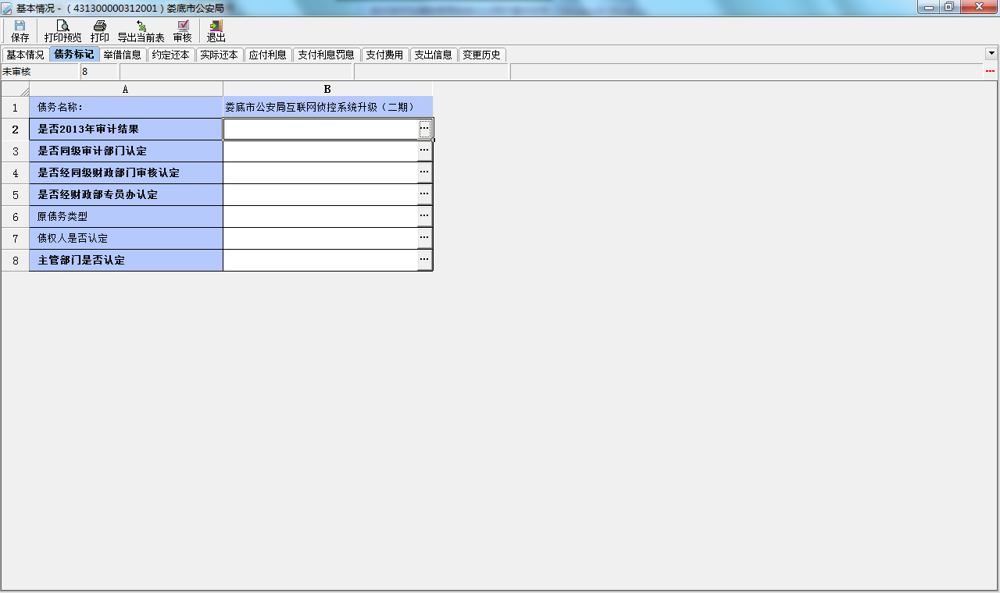 基本情况 - （431300000312001）娄底市公安局
保存 打印预览 打印 导出当前表 审核 退出
基本情况 债务标记 举借信息 约定还本 实际还本 应付利息 支付利息罚息 支付费用 支出信息 变更历史
未审核 8
A B
1 债务名称: 娄底市公安局互联网侦控系统升级（二期）
2 是否2013年审计结果 ...
3 是否同级审计部门认定 ...
4 是否经同级财政部门审核认定 ...
5 是否经财政部专员办认定 ...
6 原债务类型 ...
7 债权人是否认定 ...
8 主管部门是否认定 ...